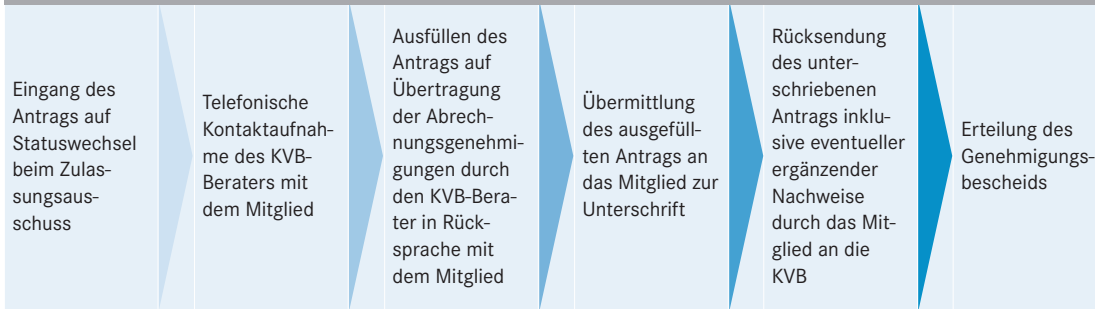 Eingang des
Antrags auf
Statuswechsel
beim Zulas-
sungsaus-
schuss
Telefonische
Kontaktaufnah-
me des KVB-
Beraters mit
dem Mitglied
Ausfüllen des
Antrags auf
Übertragung
der Abrech-
nungsgenehmi-
gungen durch
den KVB-Bera-
ter in Rück-
sprache mit
dem Mitglied
Übermittlung
des ausgefüll-
ten Antrags an
das Mitglied zur
Unterschrift
Rücksendung
des unter-
schriebenen
Antrags inklu-
sive eventueller
ergänzender
Nachweise
durch das Mit-
glied an die
KVB
Erteilung des
Genehmigungs-
bescheids